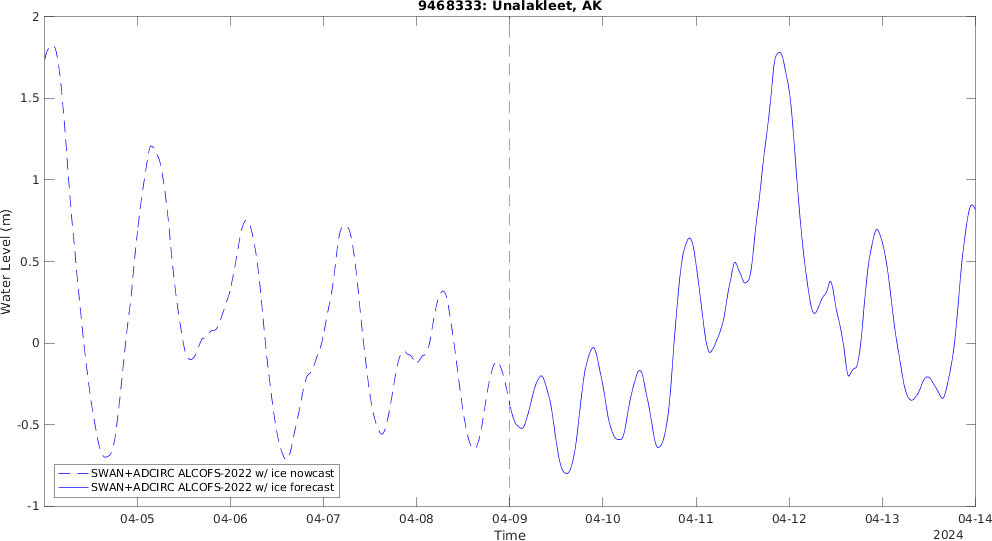 9468333: Unalakleet, AK
2
1.5
1
0.5
0
-0.5
-1
Water Level (m)
SWAN+ADCIRC ALCOFS-2022 w/ ice nowcast
SWAN+ADCIRC ALCOFS-2022 w/ ice forecast
04-05 04-06 04-07 04-08 04-09 04-10 04-11 04-12 04-13 04-14
Time
2024